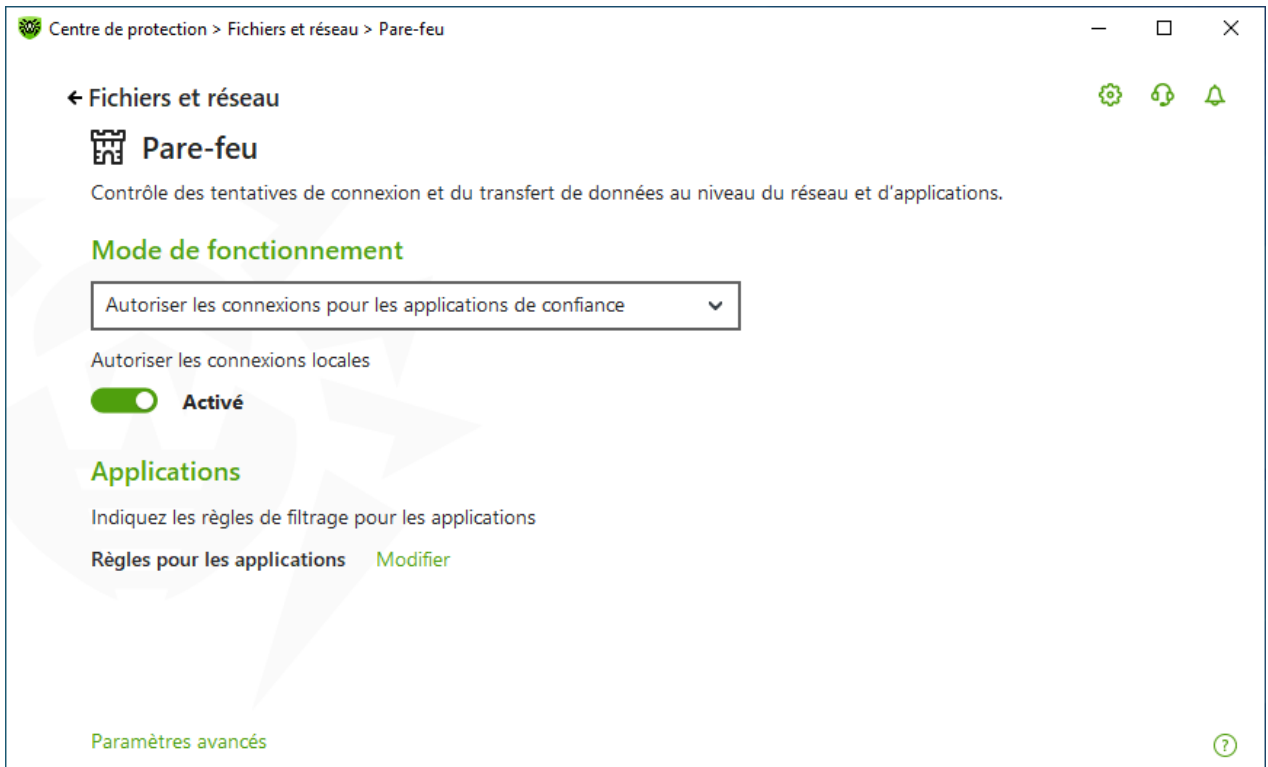 Centre de protection > Fichiers et réseau > Pare-feu
Fichiers et réseau
Pare-feu
Contrôle des tentatives de connexion et du transfert de données au niveau du réseau et d'applications.
Mode de fonctionnement
Autoriser les connexions pour les applications de confiance
Autoriser les connexions locales
Activé
Applications
Indiquez les règles de filtrage pour les applications
Règles pour les applications Modifier
Paramètres avancés
?